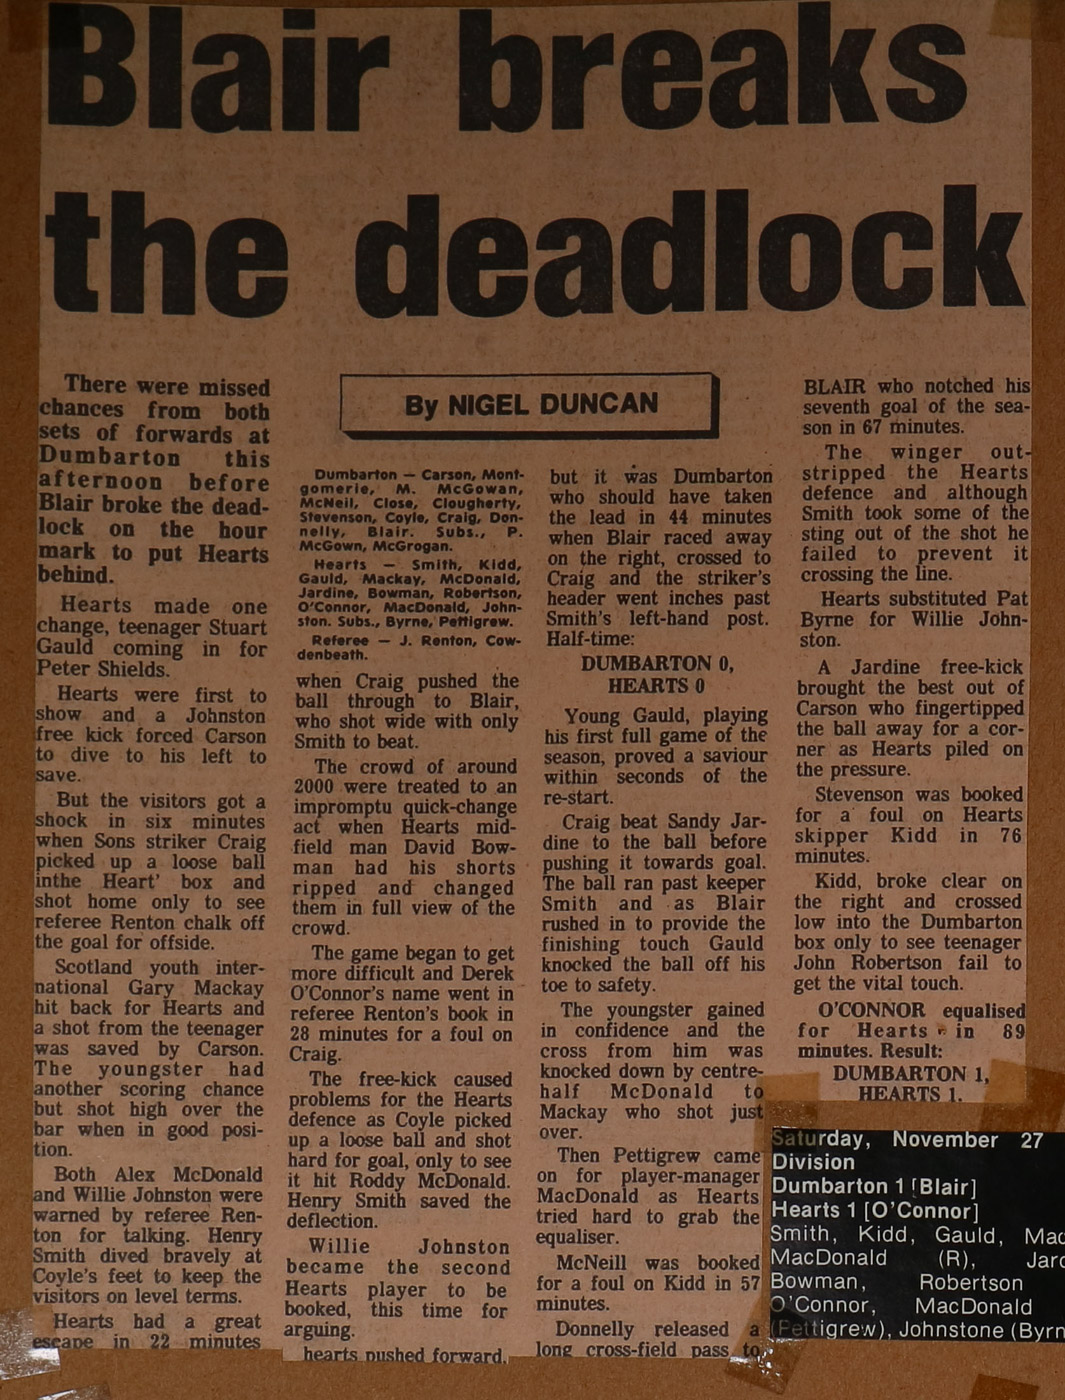 Blair breaks
the deadlock
There were missed
chances from both
sets of forwards at
Dumbarton this
afternoon before
Blair broke the dead-
lock on the hour
mark to put Hearts
behind.
Hearts made one
change, teenager Stuart
Gauld coming in for
Peter Shields.
Hearts were first to
show and a Johnston
free kick forced Carson
to dive to his left to
save.
But the visitors got a
shock in six minutes
when Sons striker Craig
picked up a loose ball
inthe Heart' box and
shot home only to see
referee Renton chalk off
the goal for offside.
Scotland youth inter-
national Gary Mackay
hit back for Hearts and
a shot from the teenager
was saved by Carson.
The youngster had
another scoring chance
but shot high over the
bar when in good posi-
tion.
Both Alex McDonald
and Willie Johnston were
warned by referee Ren-
ton for talking. Henry
Smith dived bravely at
Coyle's feet to keep the
visitors on level terms.
Hearts had a great
escape in 22 minutes
By NIGEL DUNCAN
Dumbarton — Carson, Mont-
gomerie, M. McGowan,
McNeil, Close, Clougherty,
Stevenson, Coyle, Craig, Don-
nelly, Blair. Subs., P.
McGown, McGrogan.
Hearts — Smith, Kidd,
Gauld, Mackay, McDonald,
Jardine, Bowman, Robertson,
O'Connor, MacDonald, John-
ston. Subs., Byrne, Pettigrew.
Referee — J. Renton, Cow-
denbeath.
when Craig pushed the
ball through to Blair,
who shot wide with only
Smith to beat.
The crowd of around
2000 were treated to an
impromptu quick-change
act when Hearts mid-
field man David Bow-
man had his shorts
ripped and changed
them in full view of the
crowd.
The game began to get
more difficult and Derek
O'Connor's name went in
referee Renton's book in
28 minutes for a foul on
Craig.
The free-kick caused
problems for the Hearts
defence as Coyle picked
up a loose ball and shot
hard for goal, only to see
it hit Roddy McDonald.
Henry Smith saved the
deflection.
Willie Johnston
became the second
Hearts player to be
booked, this time for
arguing.
hearts pushed forward,
but it was Dumbarton
who should have taken
the lead in 44 minutes
when Blair raced away
on the right, crossed to
Craig and the striker's
header went inches past
Smith's left-hand post.
Half-time:
DUMBARTON 0,
HEARTS 0
Young Gauld, playing
his first full game of the
season, proved a saviour
within seconds of the
re-start.
Craig beat Sandy Jar-
dine to the ball before
pushing it towards goal.
The ball ran past keeper
Smith and as Blair
rushed in to provide the
finishing touch Gauld
knocked the ball off his
toe to safety.
The youngster gained
in confidence and the
cross from him was
knocked down by centre-
half McDonald to
Mackay who shot just
over.
Then Pettigrew came
on for player-manager
MacDonald as Hearts
tried hard to grab the
equaliser.
McNeill was booked
for a foul on Kidd in 57
minutes.
Donnelly released a
long cross-field pass to
BLAIR who notched his
seventh goal of the sea-
son in 67 minutes.
The winger out-
stripped the Hearts
defence and although
Smith took some of the
sting out of the shot he
failed to prevent it
crossing the line.
Hearts substituted Pat
Byrne for Willie John-
ston.
A Jardine free-kick
brought the best out of
Carson who fingertipped
the ball away for a cor-
ner as Hearts piled on
the pressure.
Stevenson was booked
for a foul on Hearts
skipper Kidd in 76
minutes.
Kidd, broke clear on
the right and crossed
low into the Dumbarton
box only to see teenager
John Robertson fail to
get the vital touch.
O'CONNOR equalised
for Hearts in 89
minutes. Result:
DUMBARTON 1,
HEARTS 1.
Saturday, November 27
Division
Dumbarton 1 [Blair]
Hearts 1 [O'Connor]
Smith, Kidd, Gauld, Mac
MacDonald (R), Jard
Bowman, Robertson
O'Connor, MacDonald
(Pettigrew), Johnstone (Byrn